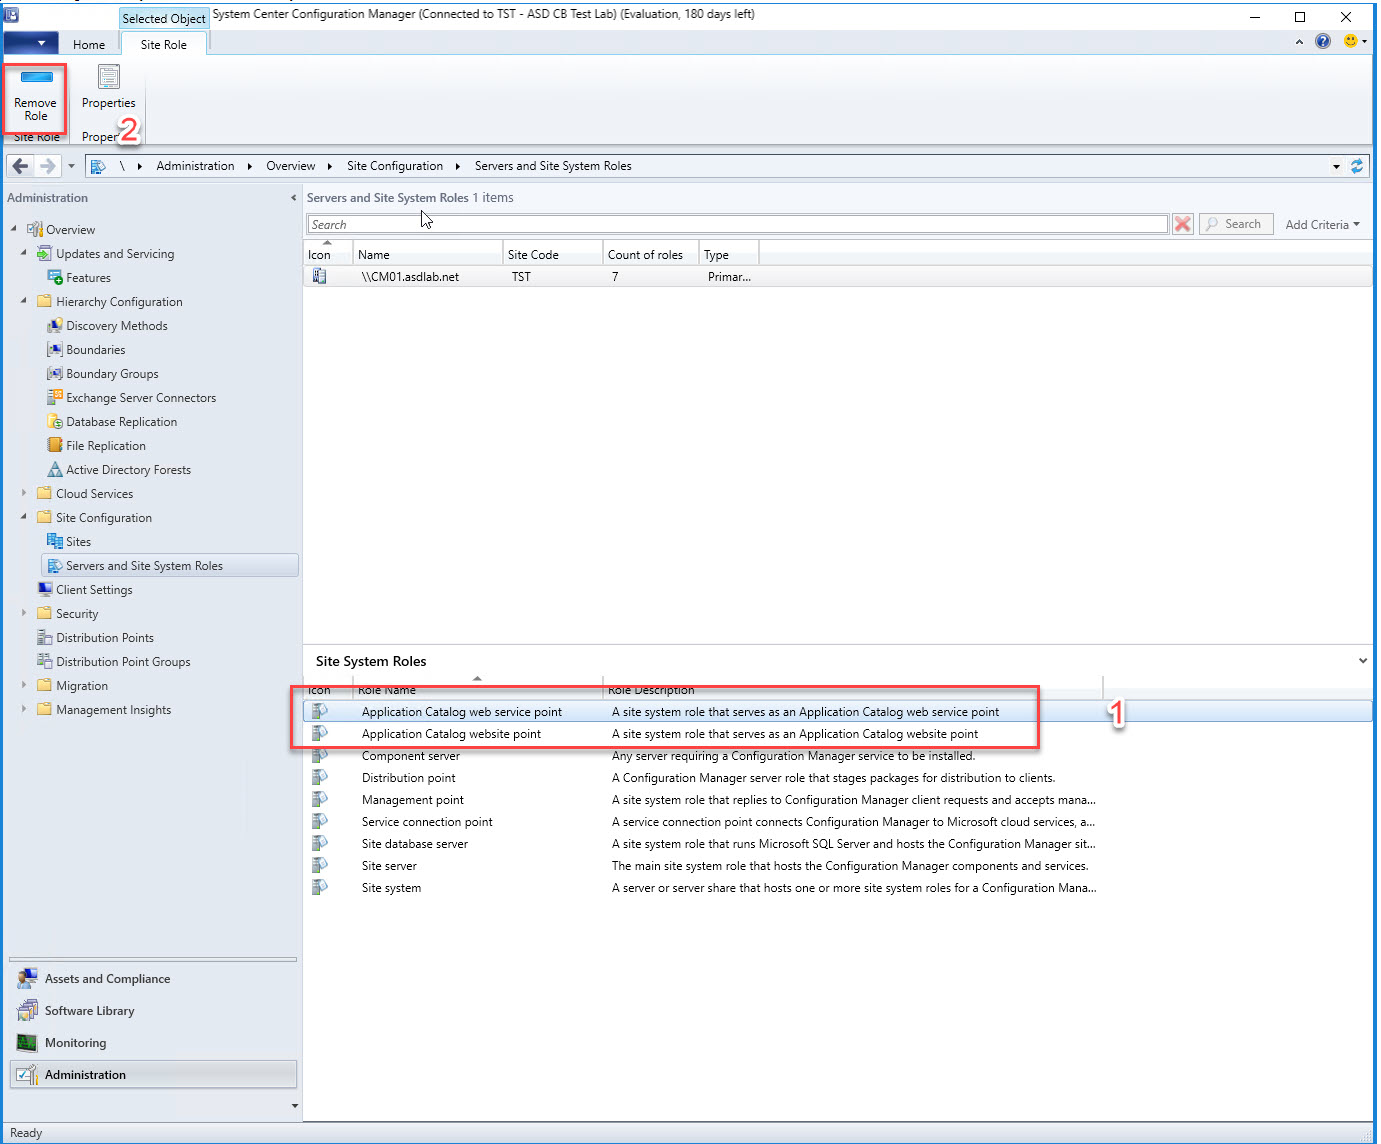 Selected Object
System Center Configuration Manager (Connected to TST - ASD CB Test Lab) (Evaluation, 180 days left)
Home
Site Role
Remove
Role
Properties
Site Role
2
\ Administration Overview Site Configuration Servers and Site System Roles
Administration
Servers and Site System Roles 1 items
Search
Search
Add Criteria
Overview
Updates and Servicing
Features
Hierarchy Configuration
Discovery Methods
Boundaries
Boundary Groups
Exchange Server Connectors
Database Replication
File Replication
Active Directory Forests
Cloud Services
Site Configuration
Sites
Servers and Site System Roles
Client Settings
Security
Distribution Points
Distribution Point Groups
Migration
Management Insights
Icon Name Site Code Count of roles Type
\\CM01.asdlab.net TST 7 Primar...
Site System Roles
Icon Role Name Role Description
Application Catalog web service point A site system role that serves as an Application Catalog web service point
1
Application Catalog website point A site system role that serves as an Application Catalog website point
Component server Any server requiring a Configuration Manager service to be installed.
Distribution point A Configuration Manager server role that stages packages for distribution to clients.
Management point A site system role that replies to Configuration Manager client requests and accepts mana...
Service connection point A service connection point connects Configuration Manager to Microsoft cloud services, a...
Site database server A site system role that runs Microsoft SQL Server and hosts the Configuration Manager sit...
Site server The main site system role that hosts the Configuration Manager components and services.
Site system A server or server share that hosts one or more site system roles for a Configuration Mana...
Assets and Compliance
Software Library
Monitoring
Administration
Ready